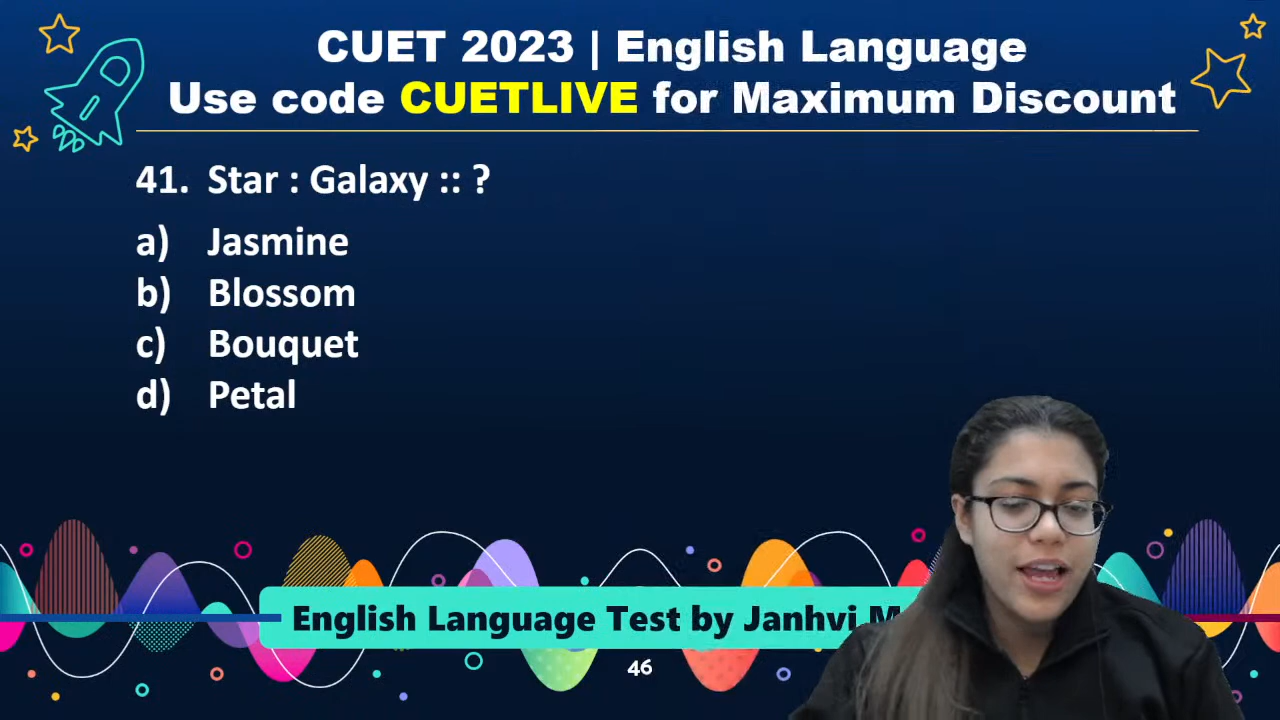 CUET 2023 | English Language
Use code CUETLIVE for Maximum Discount
41. Star : Galaxy :: ?
a) Jasmine
b) Blossom
c) Bouquet
d) Petal
English Language Test by Janhvi
46